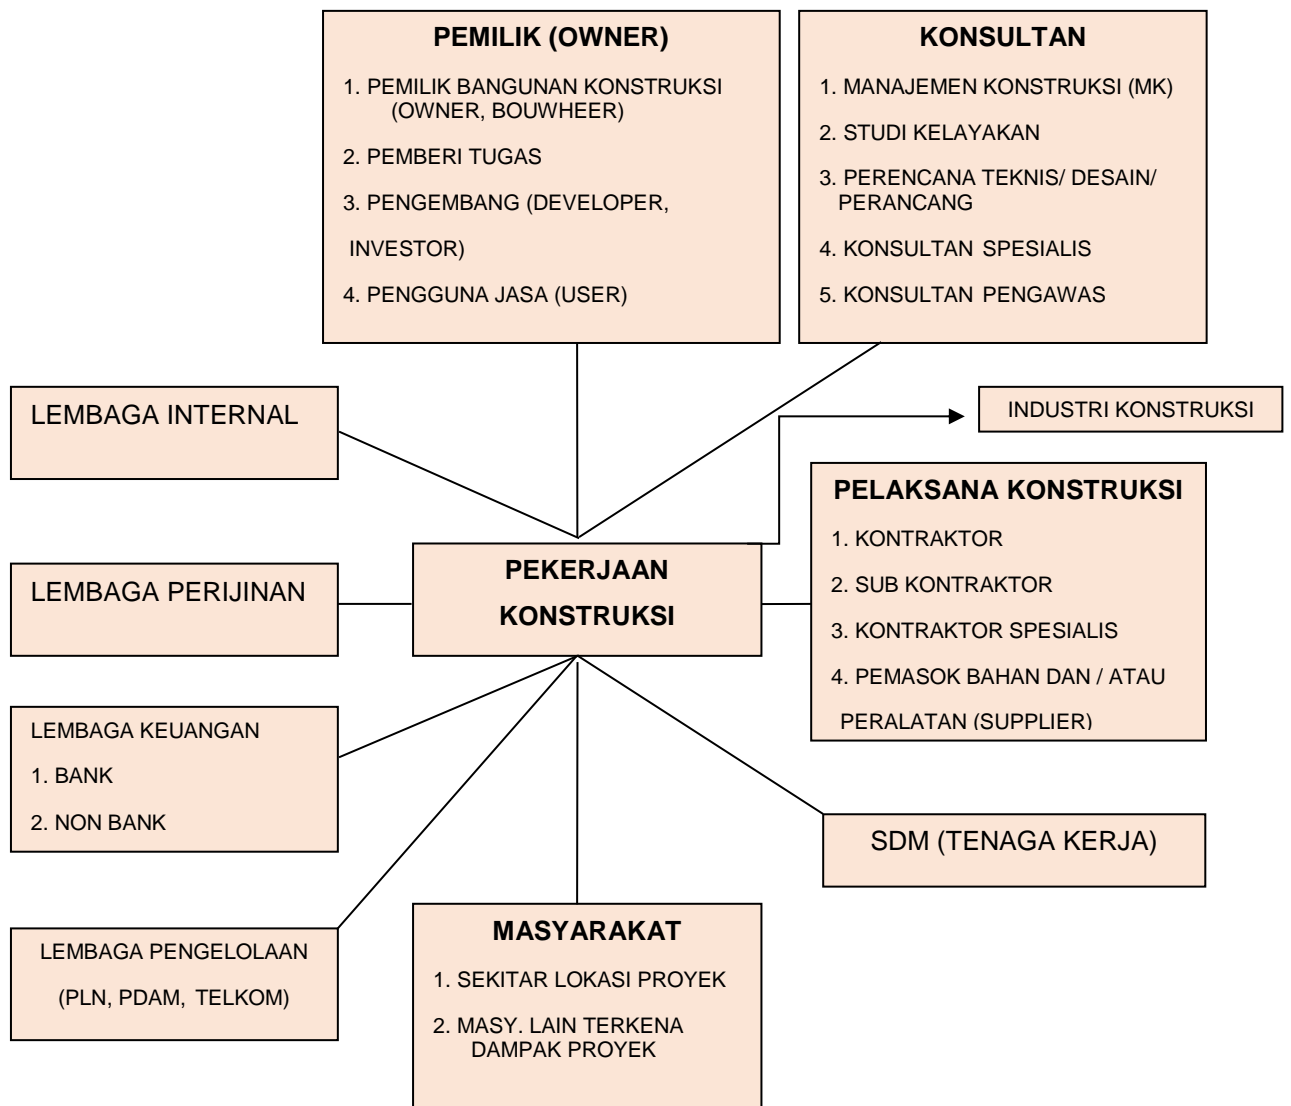 PEMILIK (OWNER)
1. PEMILIK BANGUNAN KONSTRUKSI
(OWNER, BOUWHEER)
2. PEMBERI TUGAS
3. PENGEMBANG (DEVELOPER,
INVESTOR)
4. PENGGUNA JASA (USER)
KONSULTAN
1. MANAJEMEN KONSTRUKSI (MK)
2. STUDI KELAYAKAN
3. PERENCANA TEKNIS/ DESAIN/
PERANCANG
4. KONSULTAN SPESIALIS
5. KONSULTAN PENGAWAS
LEMBAGA INTERNAL
INDUSTRI KONSTRUKSI
LEMBAGA PERIJINAN
PEKERJAAN
KONSTRUKSI
PELAKSANA KONSTRUKSI
1. KONTRAKTOR
2. SUB KONTRAKTOR
3. KONTRAKTOR SPESIALIS
4. PEMASOK BAHAN DAN / ATAU
PERALATAN (SUPPLIER)
LEMBAGA KEUANGAN
1. BANK
2. NON BANK
SDM (TENAGA KERJA)
LEMBAGA PENGELOLAAN
(PLN, PDAM, TELKOM)
MASYARAKAT
1. SEKITAR LOKASI PROYEK
2. MASY. LAIN TERKENA
DAMPAK PROYEK